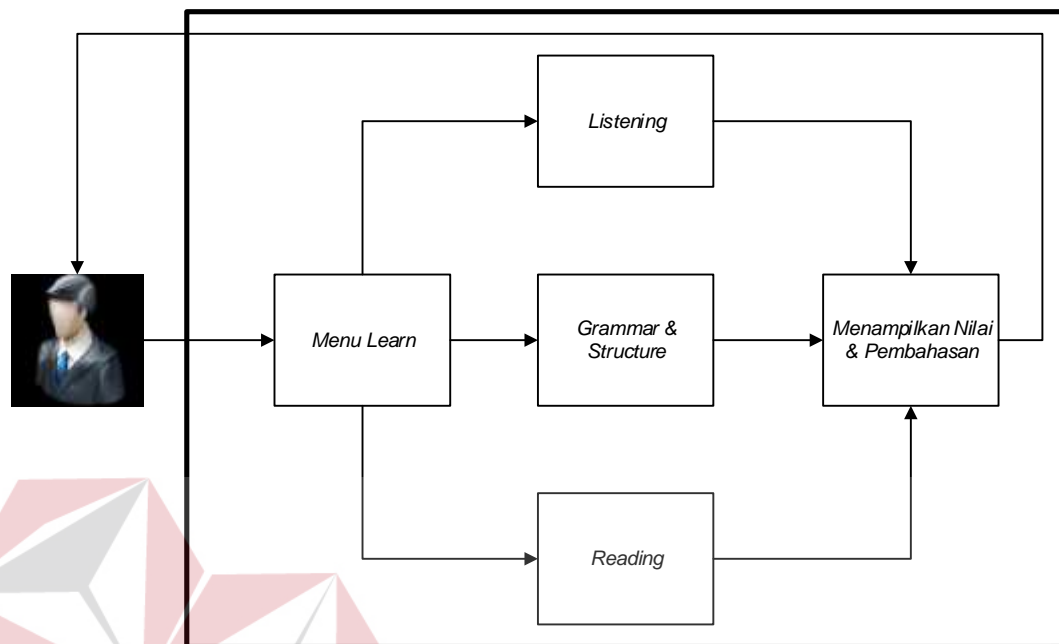 Listening
Menu Learn
Grammar &
Structure
Menampilkan Nilai
& Pembahasan
Reading